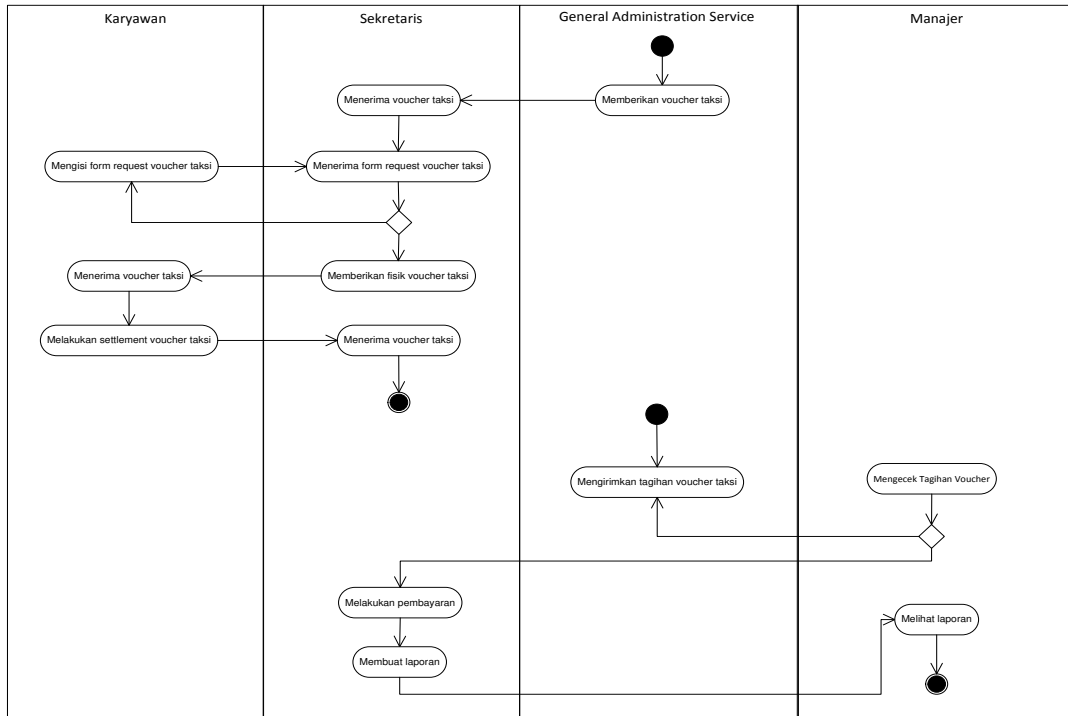 Karyawan
Sekretaris
General Administration Service
Manajer
Menerima voucher taksi
Memberikan voucher taksi
Mengisi form request voucher taksi
Menerima form request voucher taksi
Menerima voucher taksi
Memberikan fisik voucher taksi
Melakukan settlement voucher taksi
Menerima voucher taksi
Mengirimkan tagihan voucher taksi
Mengecek Tagihan Voucher
Melakukan pembayaran
Melihat laporan
Membuat laporan